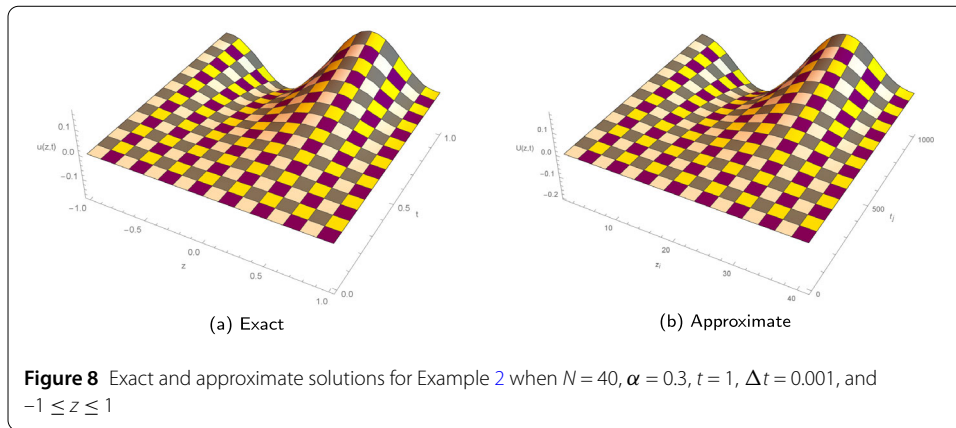 0.1
u(z,t) 0.0
-0.1
-1.0
-0.5
0.0
z
0.5
1.0
0.0
0.5
t
1.0
(a) Exact
0.1
0.0
U(z,t)
-0.1
-0.2
10
20
z_i
30
40
0
500
t_j
1000
(b) Approximate
Figure 8 Exact and approximate solutions for Example 2 when N = 40, α = 0.3, t = 1, Δt = 0.001, and
−1 ≤ z ≤ 1